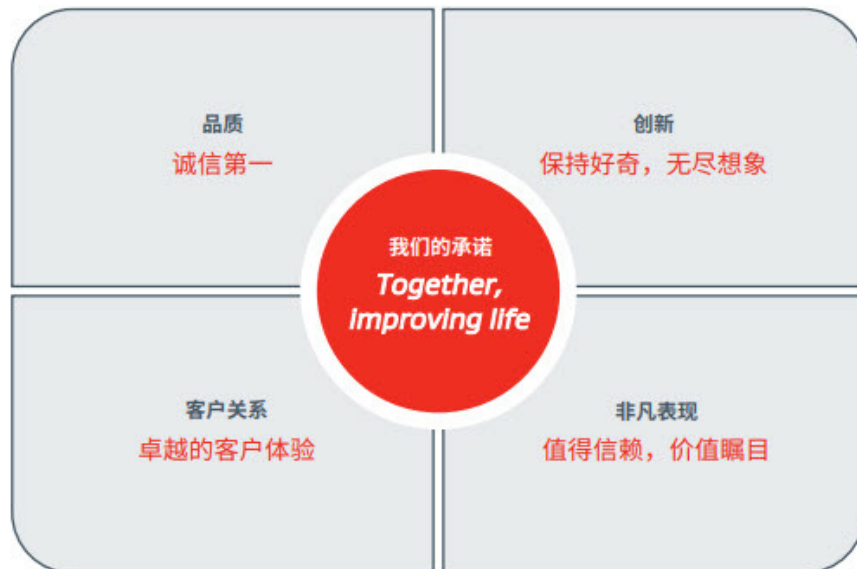 品质
诚信第一
创新
保持好奇，无尽想象
我们的承诺
Together,
improving life
客户关系
卓越的客户体验
非凡表现
值得信赖，价值瞩目